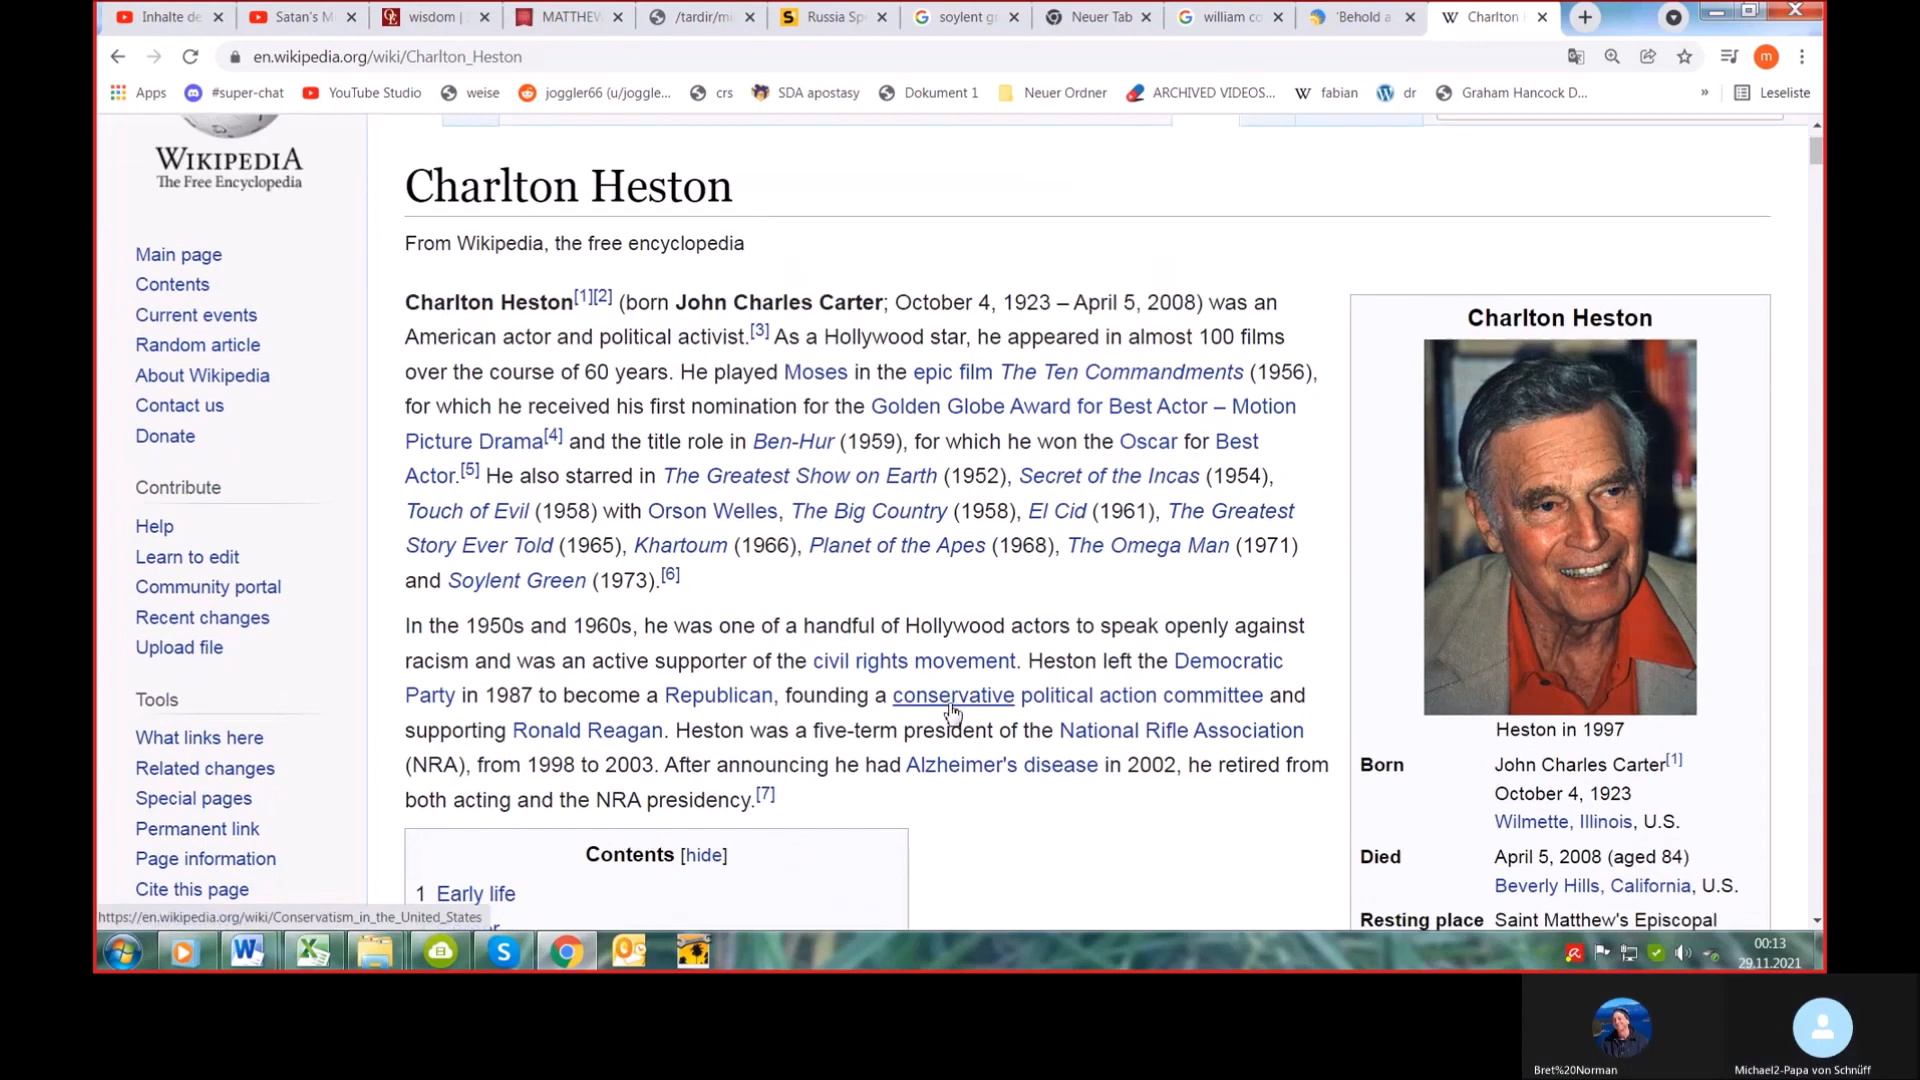 Inhalte de
Satan's M
wisdom |
MATTHEW
/tardir/mi
Russia Sp
soylent g
Neuer Tab
william co
'Behold a
Charlton
en.wikipedia.org/wiki/Charlton_Heston
m
Apps
#super-chat
YouTube Studio
weise
joggler66 (u/joggle...
crs
SDA apostasy
Dokument 1
Neuer Ordner
ARCHIVED VIDEOS...
fabian
dr
Graham Hancock D...
»
Leseliste
WIKIPEDIA
The Free Encyclopedia
Main page
Contents
Current events
Random article
About Wikipedia
Contact us
Donate
Contribute
Help
Learn to edit
Community portal
Recent changes
Upload file
Tools
What links here
Related changes
Special pages
Permanent link
Page information
Cite this page
Charlton Heston
From Wikipedia, the free encyclopedia
Charlton Heston[1][2] (born John Charles Carter; October 4, 1923 – April 5, 2008) was an
American actor and political activist.[3] As a Hollywood star, he appeared in almost 100 films
over the course of 60 years. He played Moses in the epic film The Ten Commandments (1956),
for which he received his first nomination for the Golden Globe Award for Best Actor – Motion
Picture Drama[4] and the title role in Ben-Hur (1959), for which he won the Oscar for Best
Actor.[5] He also starred in The Greatest Show on Earth (1952), Secret of the Incas (1954),
Touch of Evil (1958) with Orson Welles, The Big Country (1958), El Cid (1961), The Greatest
Story Ever Told (1965), Khartoum (1966), Planet of the Apes (1968), The Omega Man (1971)
and Soylent Green (1973).[6]
In the 1950s and 1960s, he was one of a handful of Hollywood actors to speak openly against
racism and was an active supporter of the civil rights movement. Heston left the Democratic
Party in 1987 to become a Republican, founding a conservative political action committee and
supporting Ronald Reagan. Heston was a five-term president of the National Rifle Association
(NRA), from 1998 to 2003. After announcing he had Alzheimer's disease in 2002, he retired from
both acting and the NRA presidency.[7]
Contents [hide]
1 Early life
Charlton Heston
Heston in 1997
Born John Charles Carter[1]
October 4, 1923
Wilmette, Illinois, U.S.
Died April 5, 2008 (aged 84)
Beverly Hills, California, U.S.
Resting place Saint Matthew's Episcopal
https://en.wikipedia.org/wiki/Conservatism_in_the_United_States
00:13
29.11.2021
Bret%20Norman
Michael2-Papa von Schnüff